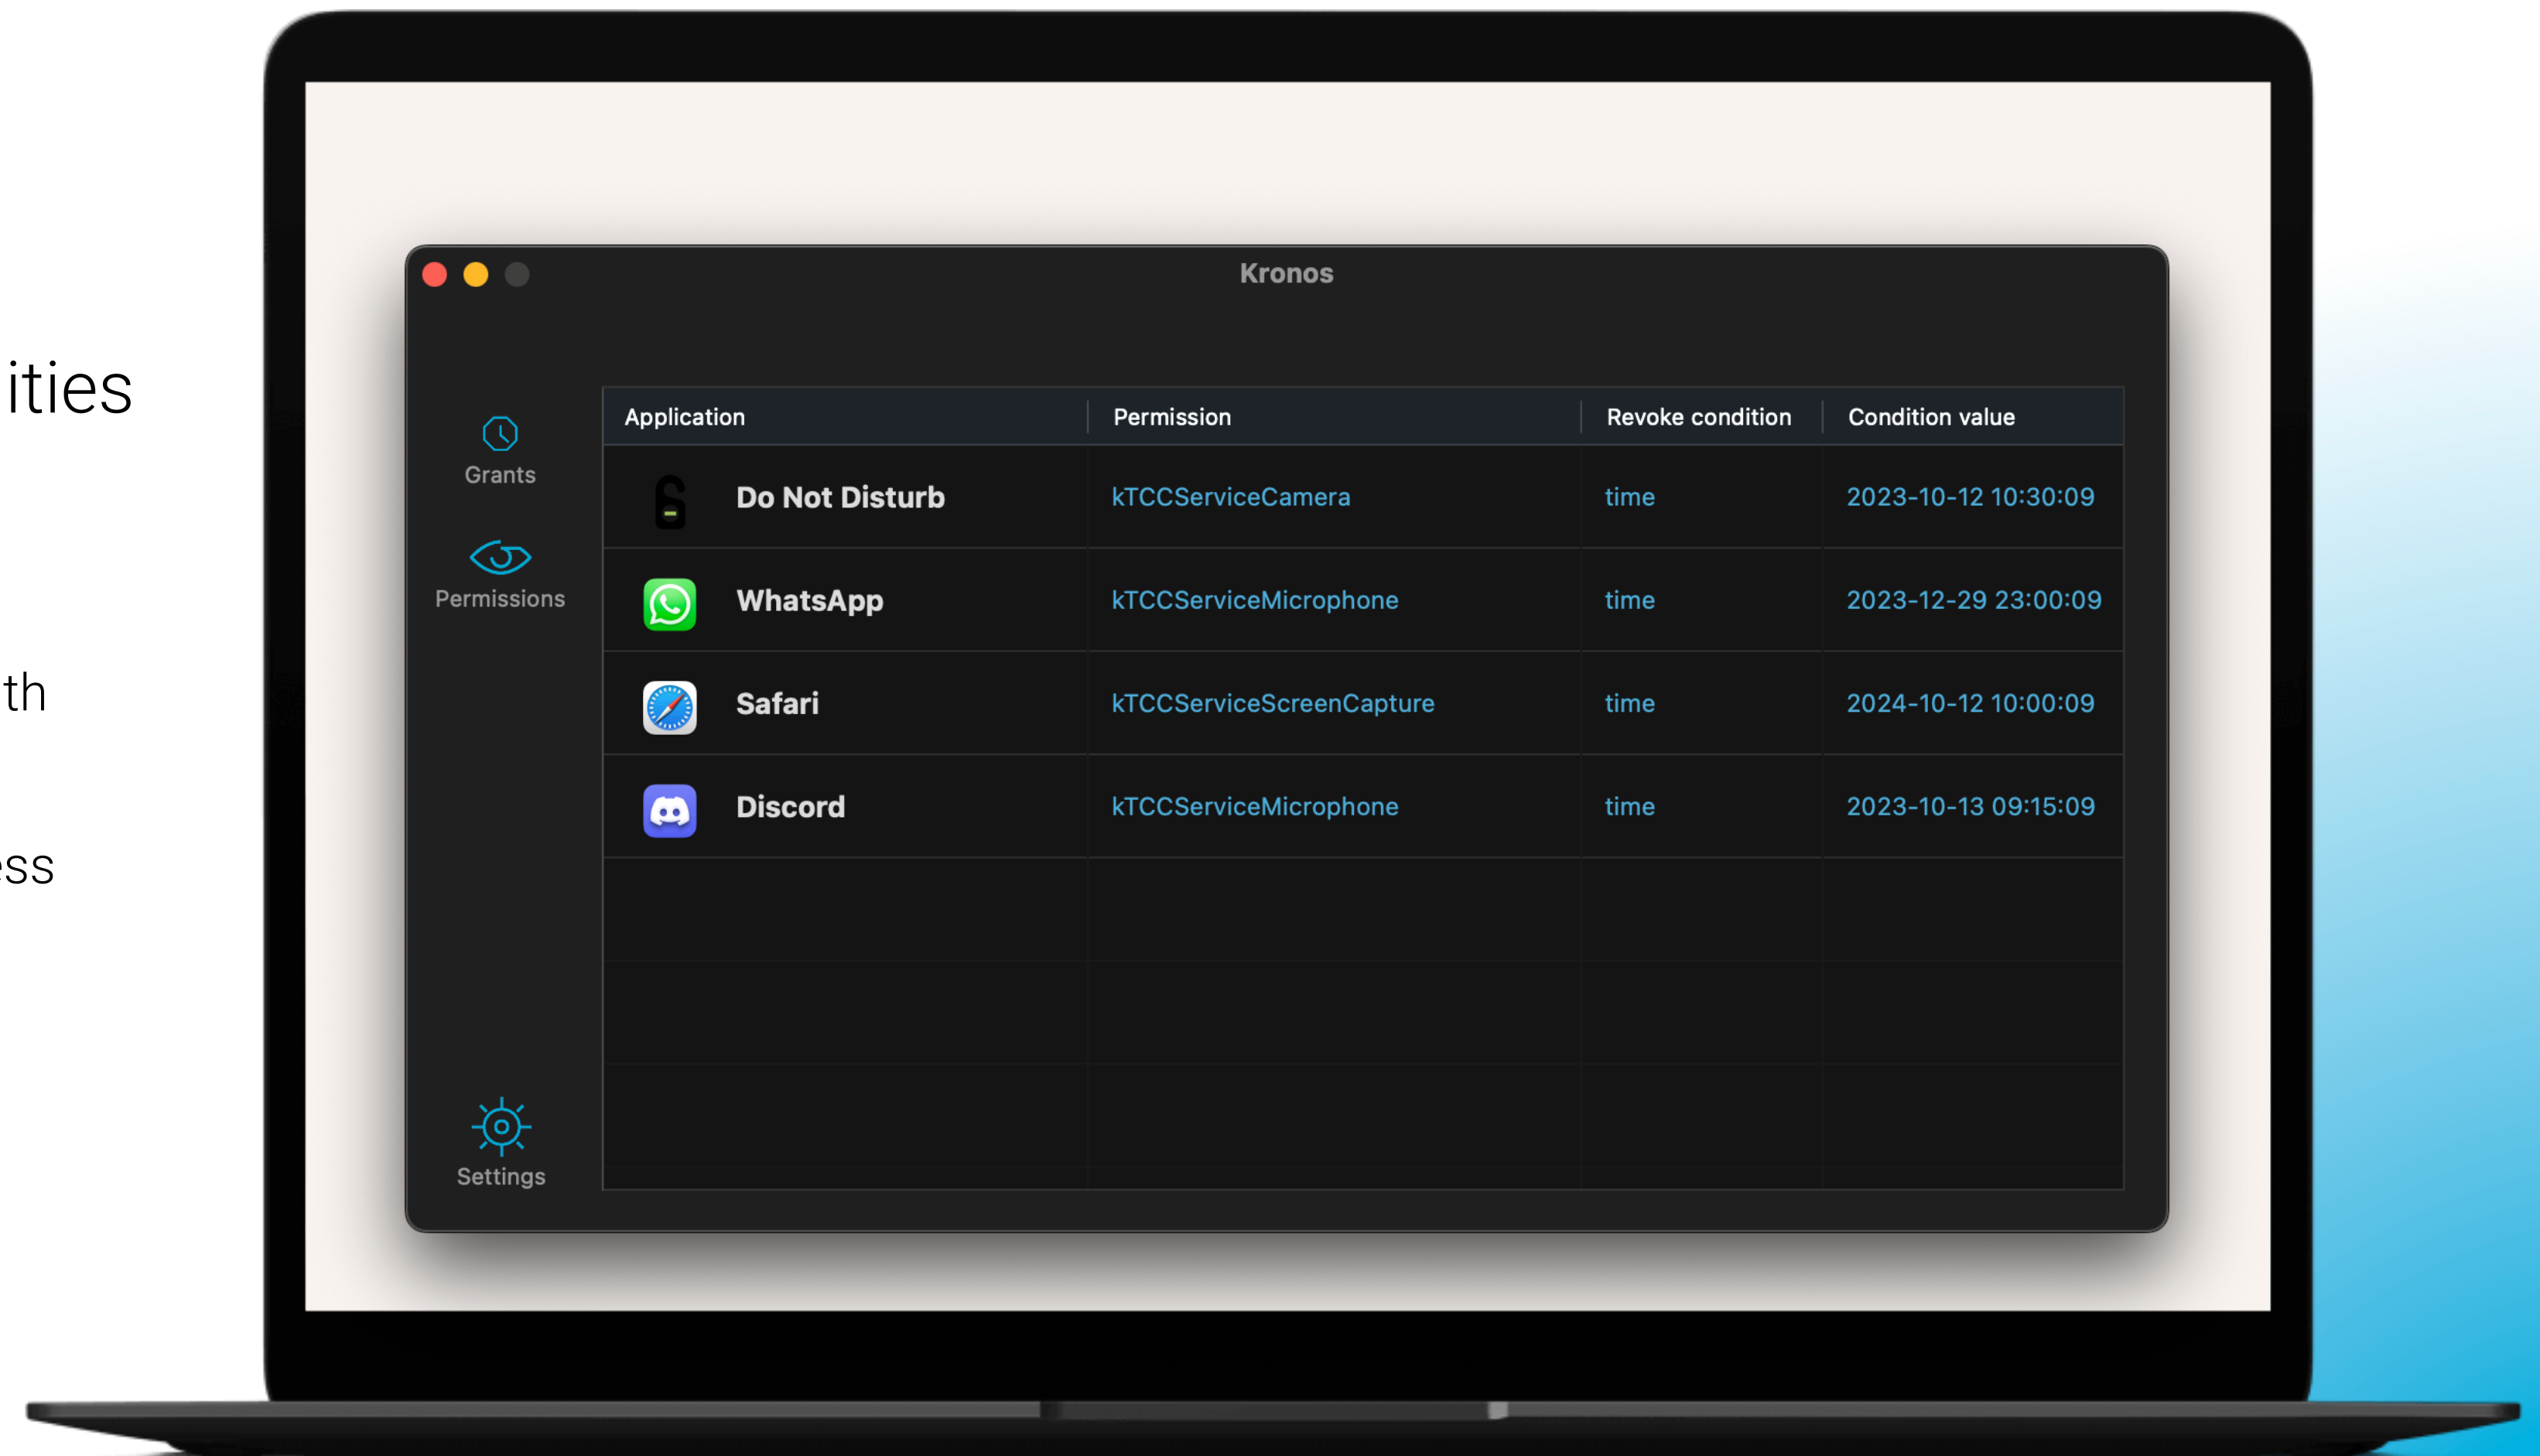 Kronos
ities
Application Permission Revoke condition Condition value
Grants
Do Not Disturb kTCCServiceCamera time 2023-10-12 10:30:09
Permissions
WhatsApp kTCCServiceMicrophone time 2023-12-29 23:00:09
th
Safari kTCCServiceScreenCapture time 2024-10-12 10:00:09
Discord kTCCServiceMicrophone time 2023-10-13 09:15:09
ess
Settings